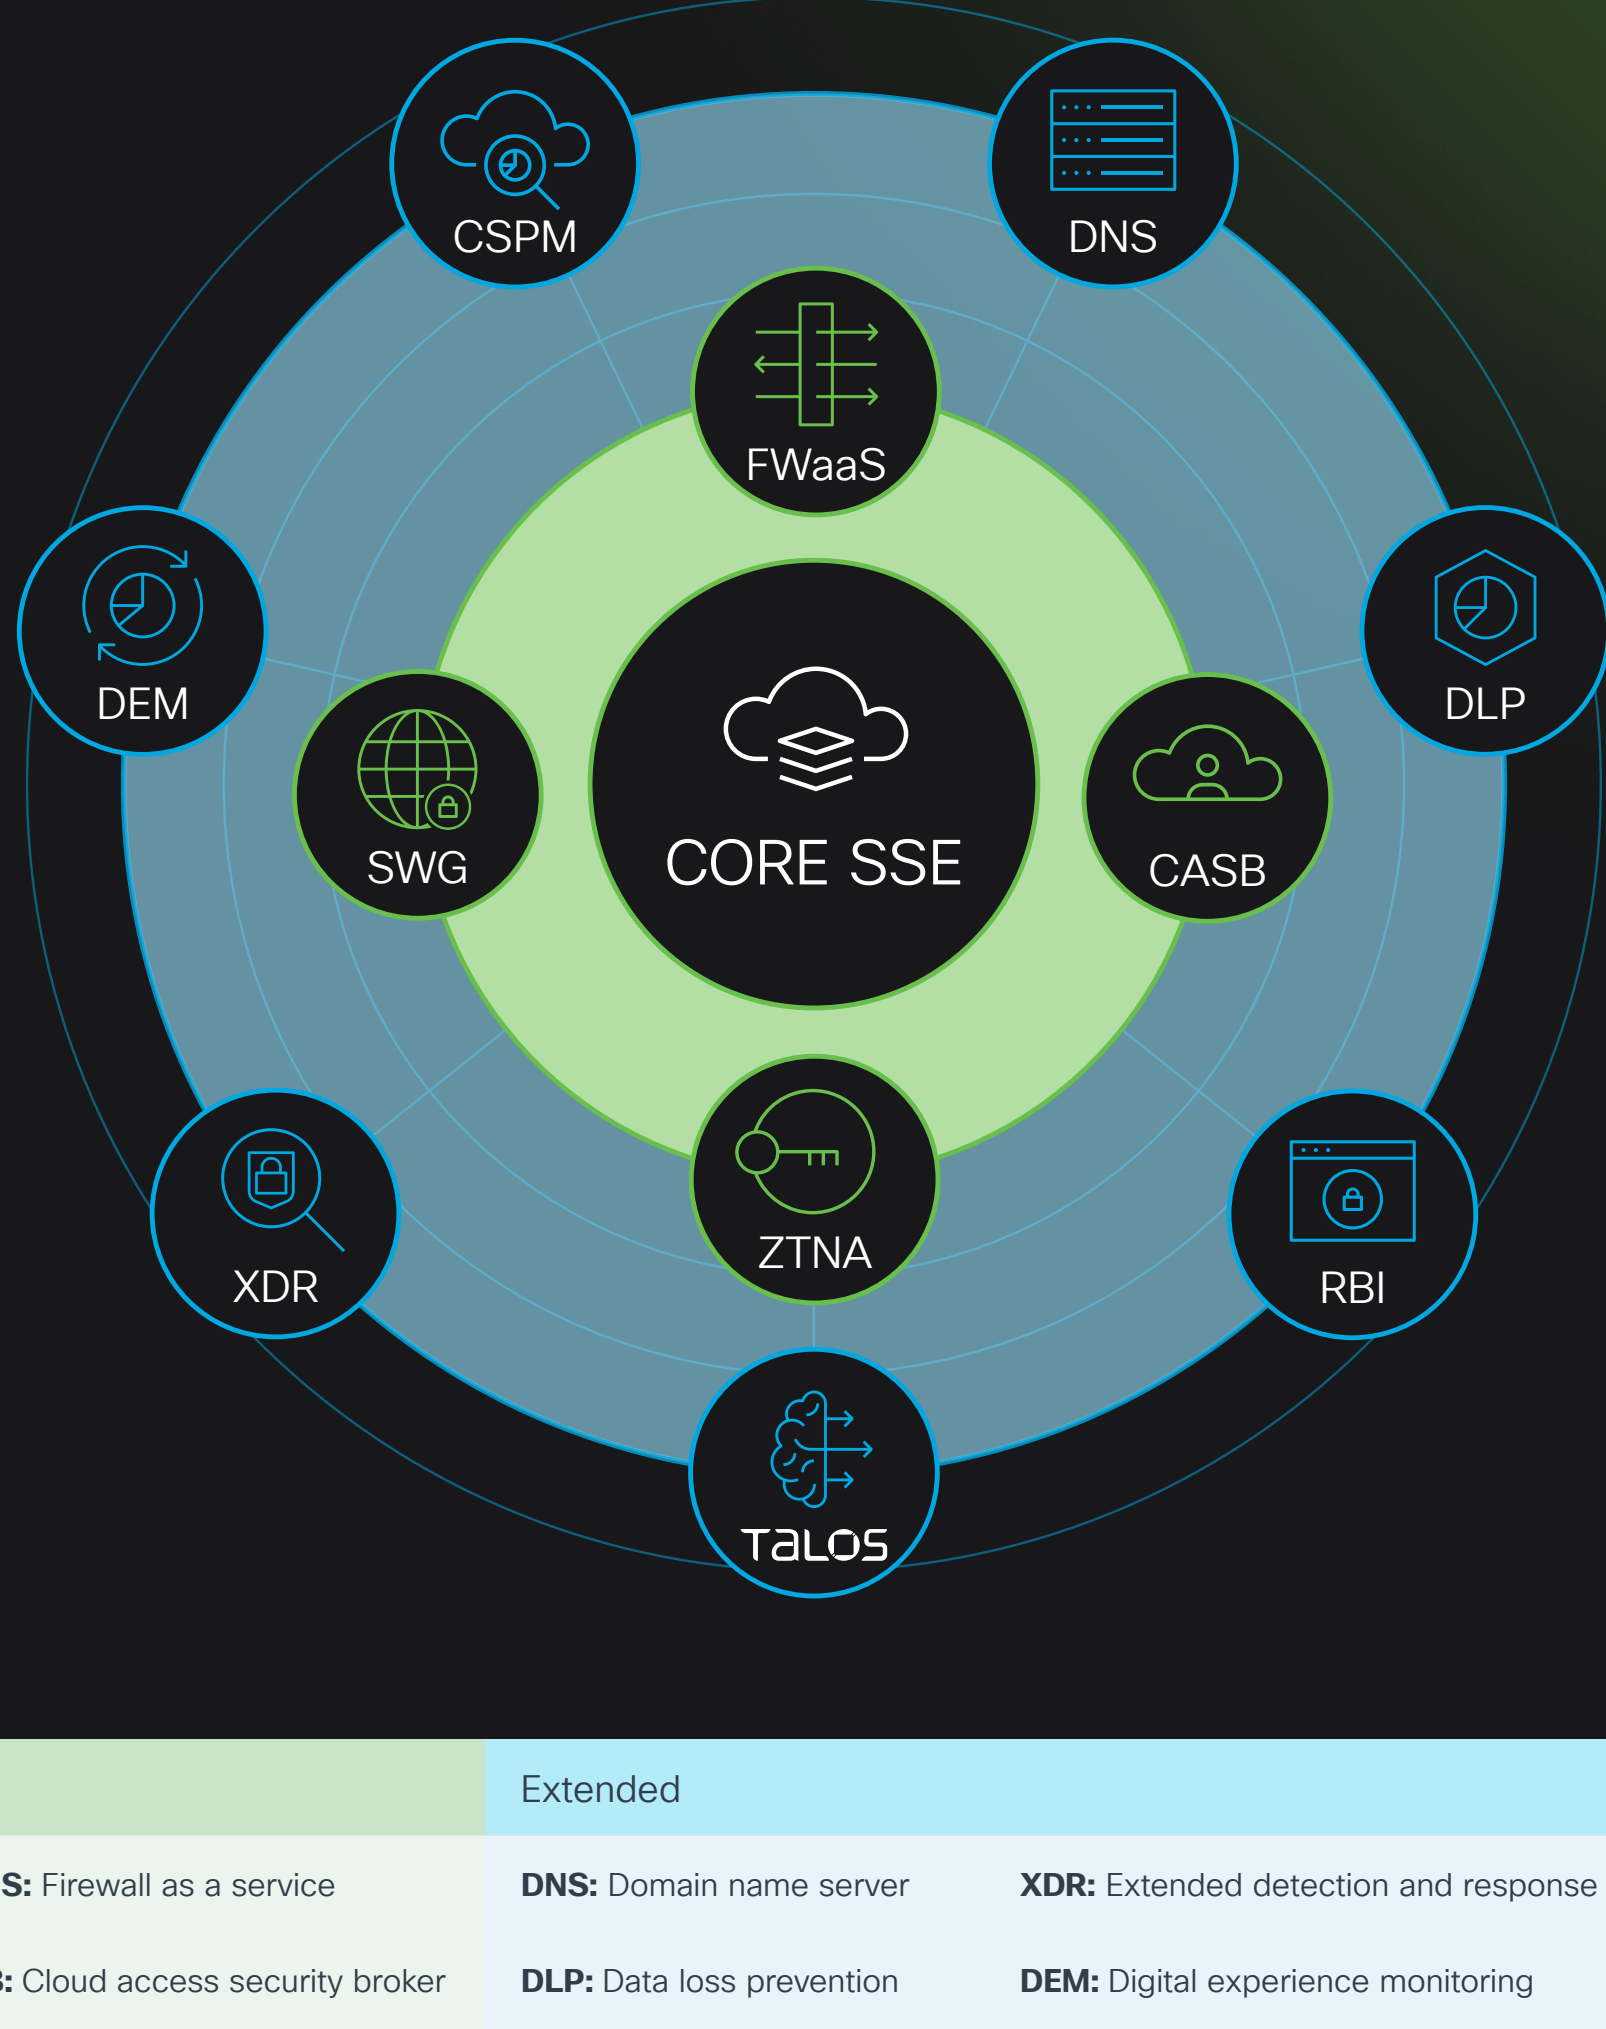 CSPM
DNS
FWaaS
DEM
DLP
SWG
CORE SSE
CASB
XDR
ZTNA
RBI
TALOS
Extended
S: Firewall as a service
DNS: Domain name server
XDR: Extended detection and response
: Cloud access security broker
DLP: Data loss prevention
DEM: Digital experience monitoring